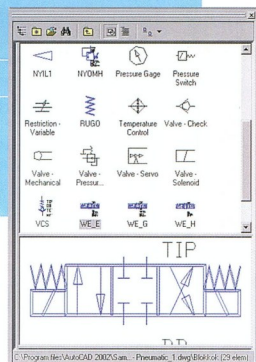 NYIL1
NYOMH
Pressure Gage
Pressure Switch
Restriction - Variable
RUGO
Temperature Control
Valve - Check
Valve - Mechanical
Valve - Pressur...
Valve - Servo
Valve - Solenoid
VCS
WE_E
WE_G
WE_H
TIP
C:\Program files\AutoCAD 2002\Sam... - Pneumatic_1.dwg\Blokkok (29 elem)